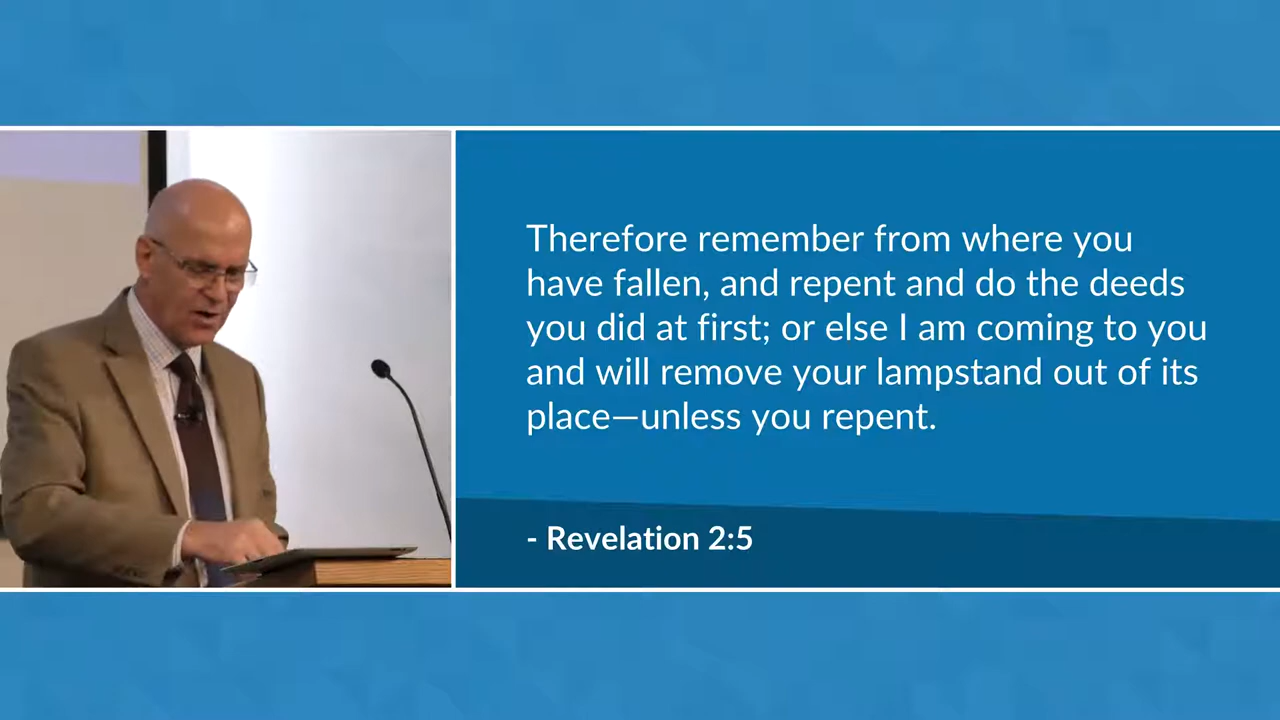 Therefore remember from where you
have fallen, and repent and do the deeds
you did at first; or else I am coming to you
and will remove your lampstand out of its
place—unless you repent.
- Revelation 2:5